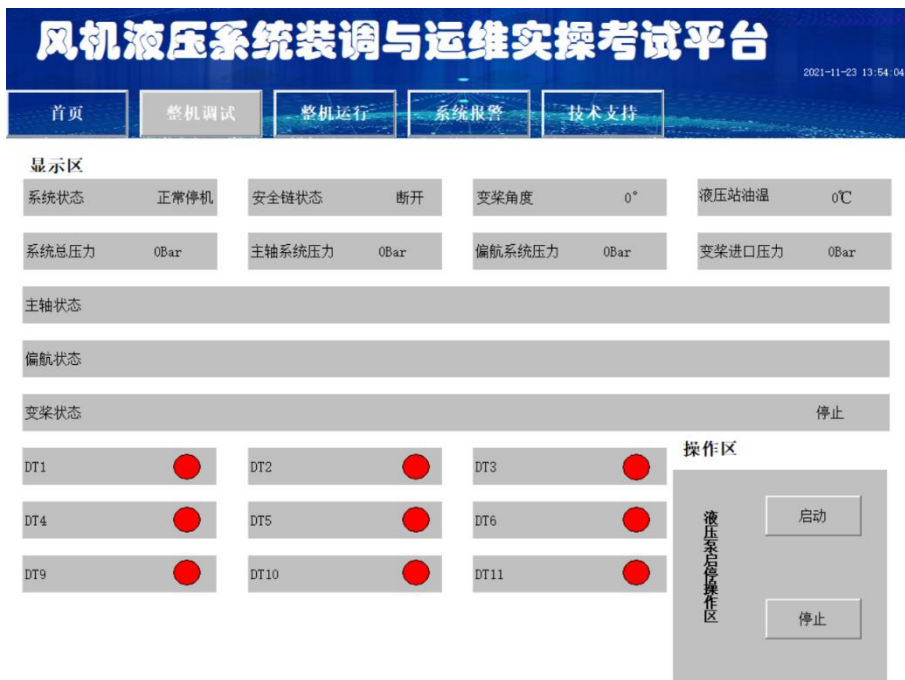 风机液压系统装调与运维实操考试平台
2021-11-23 13:54:04
首页 整机调试 整机运行 系统报警 技术支持
显示区
系统状态 正常停机 安全链状态 断开 变桨角度 0° 液压站油温 0℃
系统总压力 0Bar 主轴系统压力 0Bar 偏航系统压力 0Bar 变桨进口压力 0Bar
主轴状态
偏航状态
变桨状态 停止
DT1 DT2 DT3
DT4 DT5 DT6
DT9 DT10 DT11
操作区
液压泵启停区操作区
启动
停止